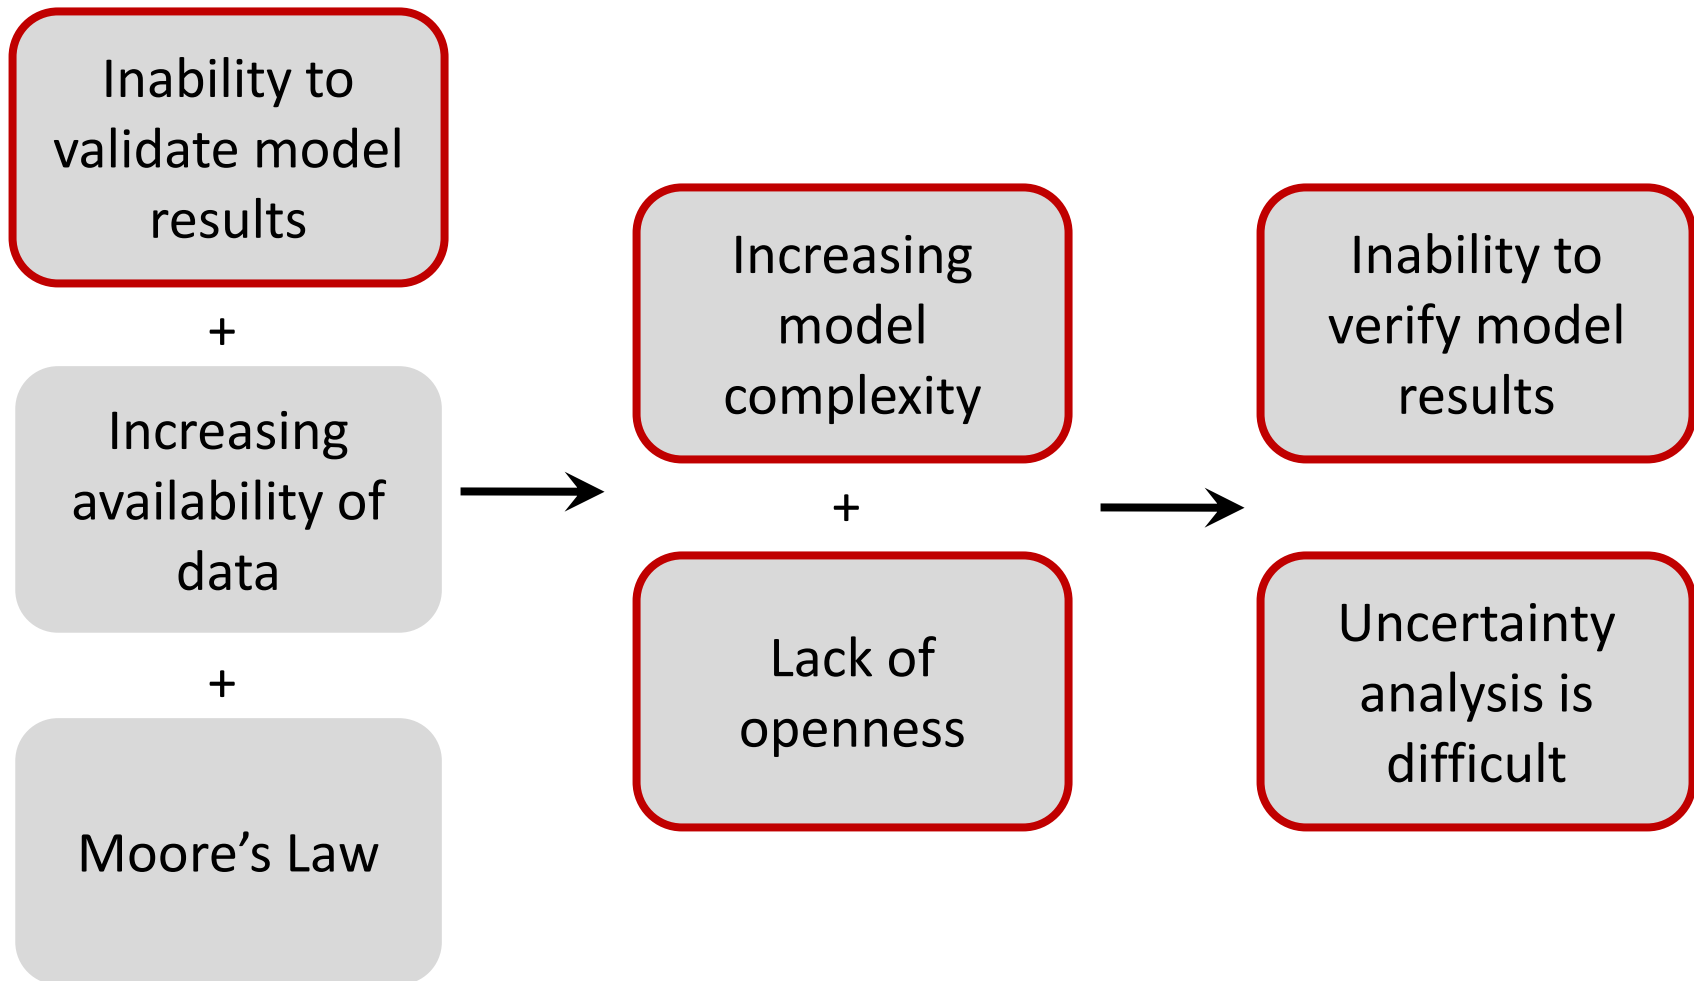 Inability to
validate model
results
+
Increasing
availability of
data
+
Moore’s Law
Increasing
model
complexity
+
Lack of
openness
Inability to
verify model
results
Uncertainty
analysis is
difficult